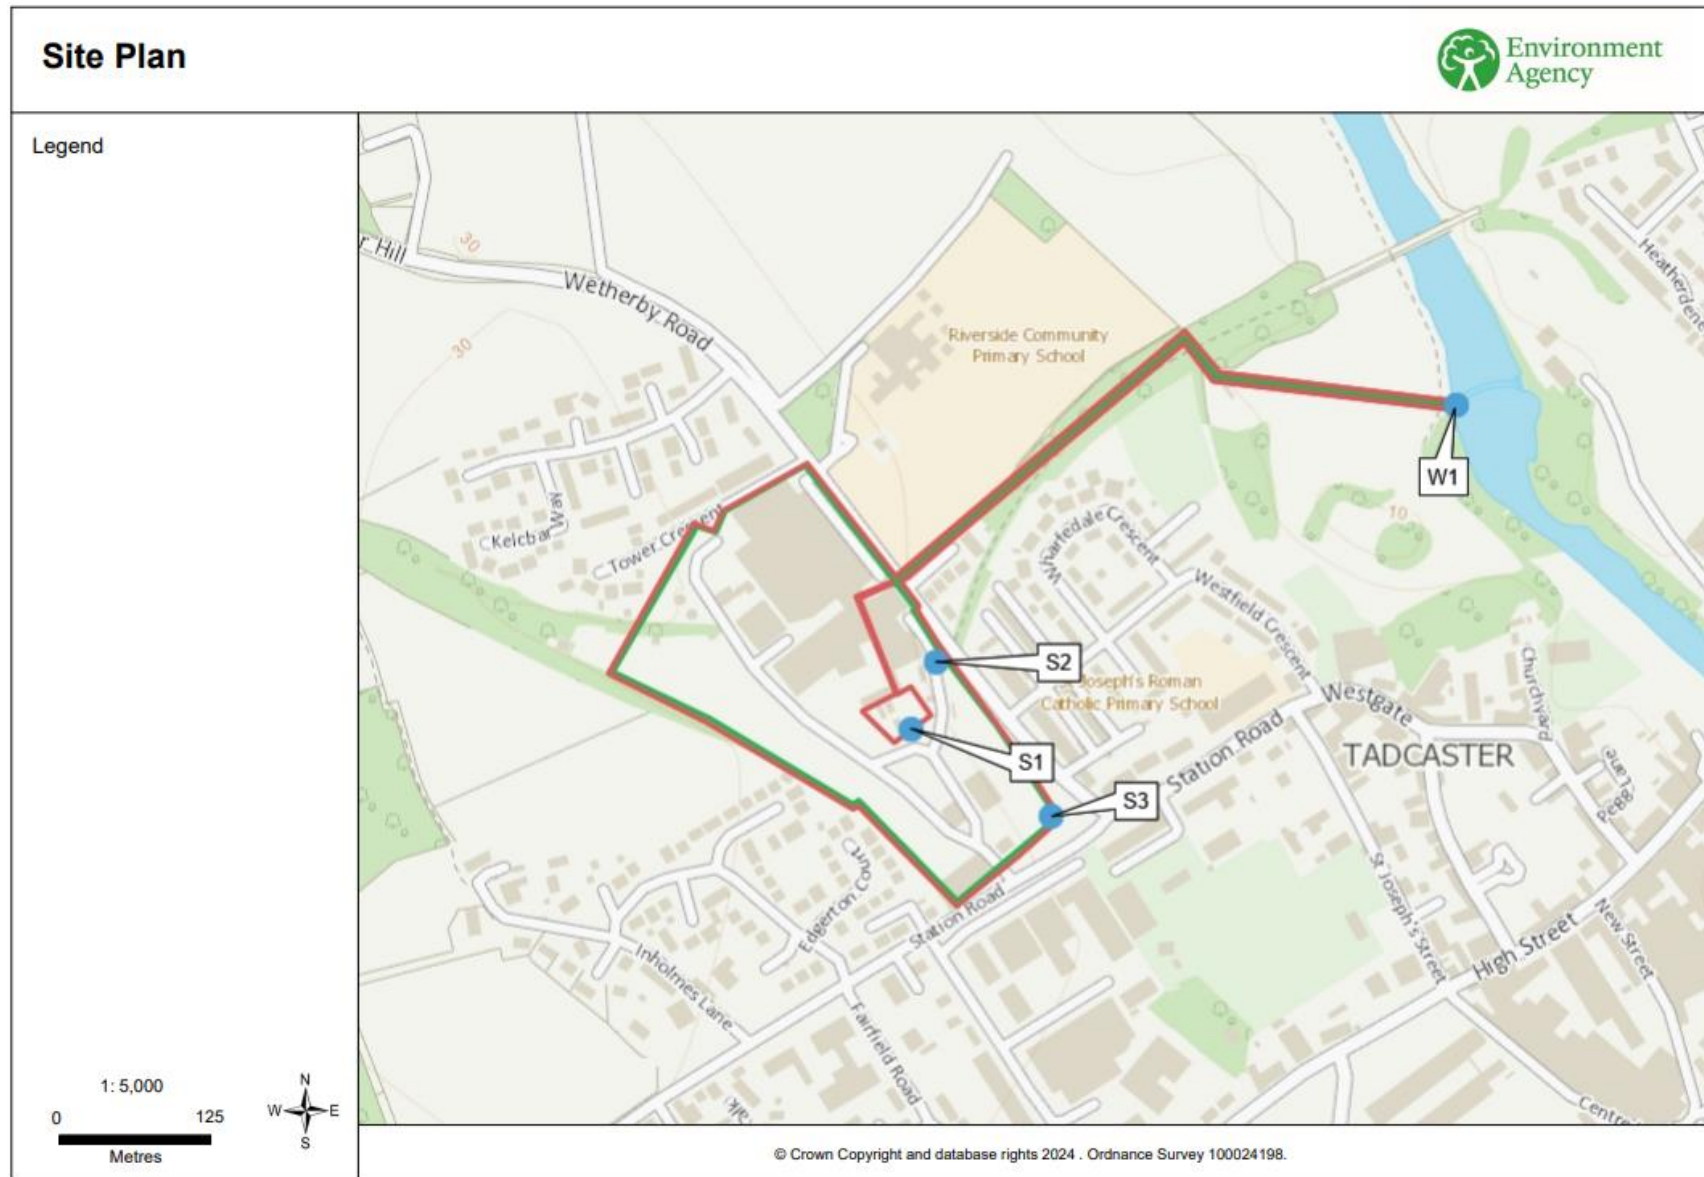 Site Plan
Environment
Agency
Legend
r Hill
30
Wetherby Road
30
Riverside Community
Primary School
Heatherdene
W1
10
Kelcbar
Way
Tower Crescent
Wharfedale Crescent
Westfield Crescent
S2
Joseph's Roman
Catholic Primary School
S1
S3
Station Road
Westgate
Churchyard
TADCASTER
99a Lane
Edgerton Court
Station Road
St Joseph's Street
High Street
New Street
Inholmes Lane
Fairfield Road
Centre
1: 5,000
0 125
Metres
N
W E
S
© Crown Copyright and database rights 2024 . Ordnance Survey 100024198.